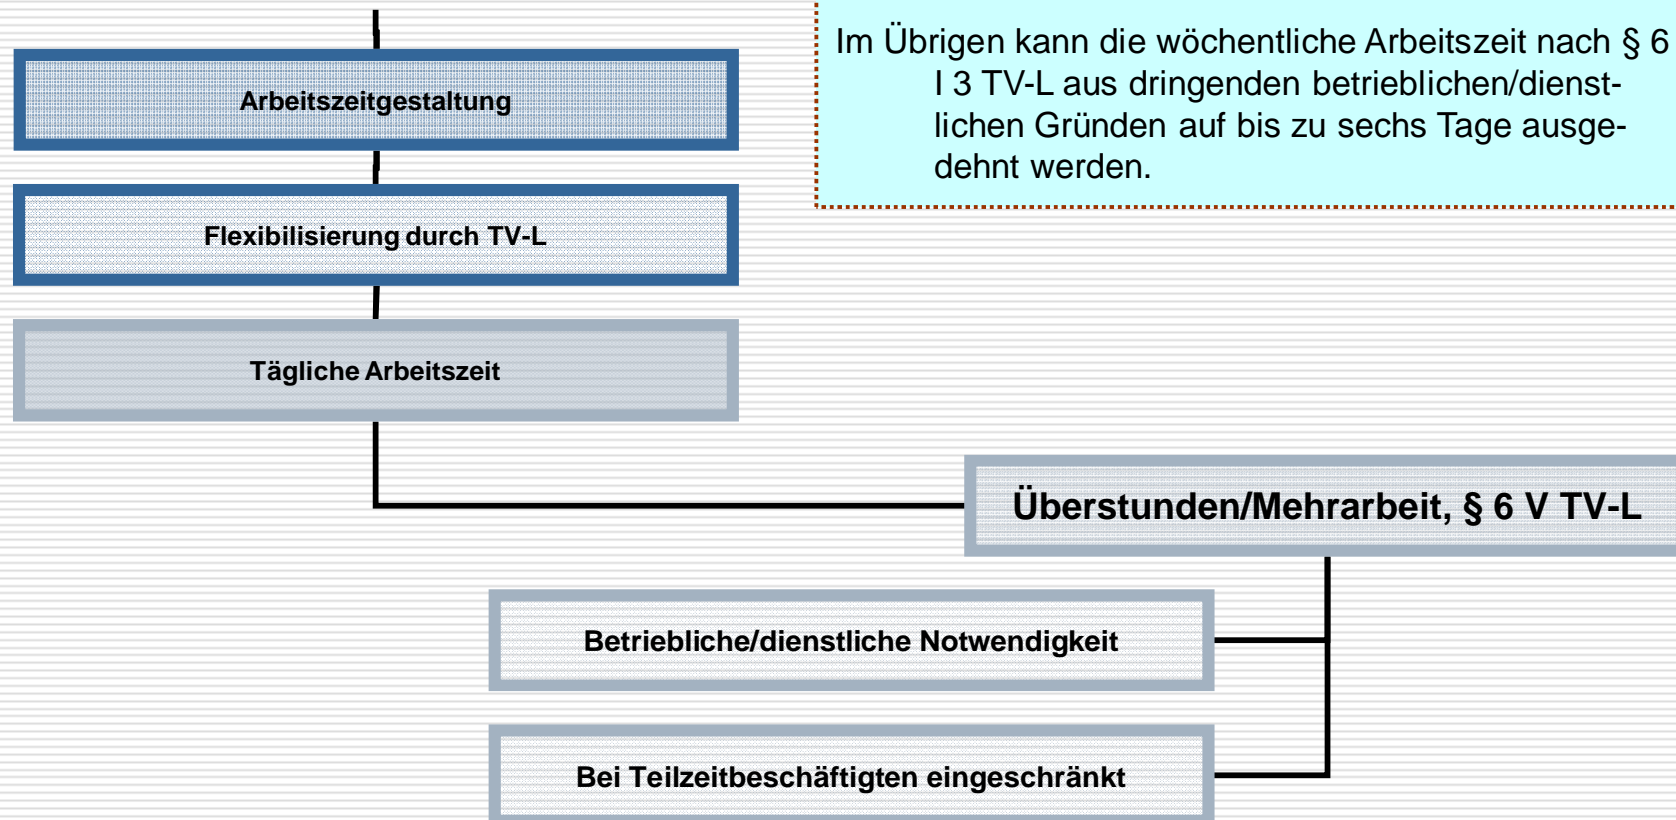 Im Übrigen kann die wöchentliche Arbeitszeit nach § 6
I 3 TV-L aus dringenden betrieblichen/dienst-
lichen Gründen auf bis zu sechs Tage ausge-
dehnt werden.
Arbeitszeitgestaltung
Flexibilisierung durch TV-L
Tägliche Arbeitszeit
Überstunden/Mehrarbeit, § 6 V TV-L
Betriebliche/dienstliche Notwendigkeit
Bei Teilzeitbeschäftigten eingeschränkt